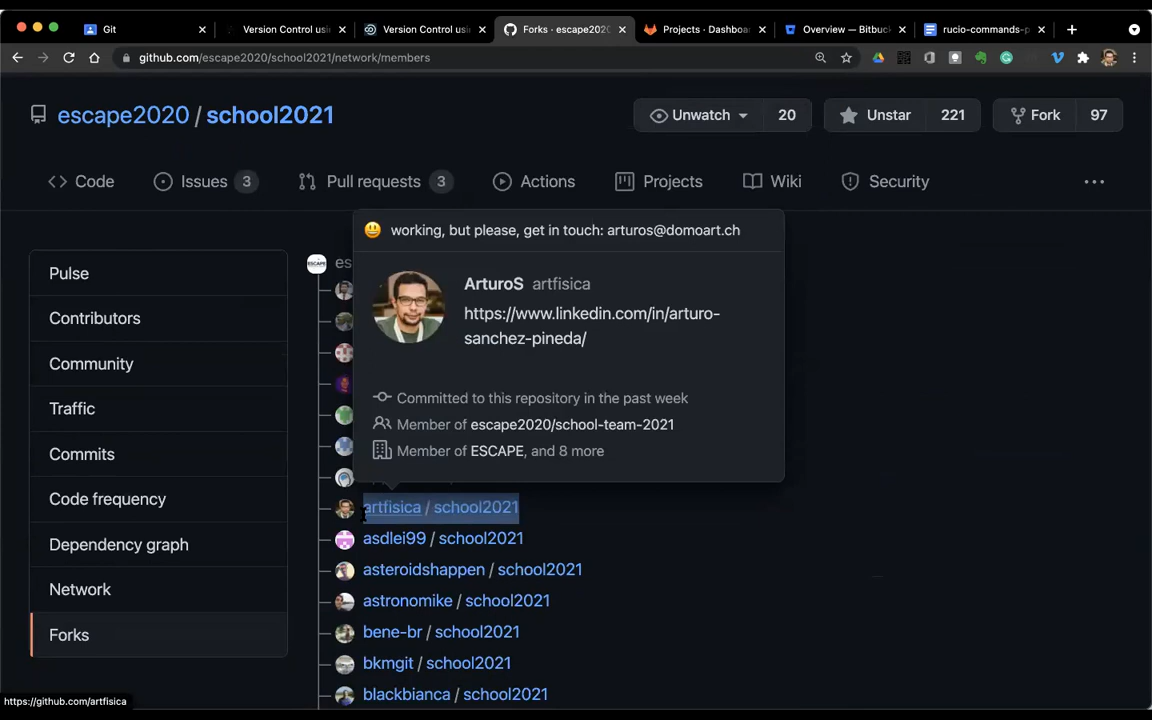 Git
Version Control usin
Version Control usin
Forks · escape2020
Projects · Dashboa
Overview — Bitbuck
rucio-commands-p
github.com/escape2020/school2021/network/members
escape2020 / school2021
Unwatch 20
Unstar 221
Fork 97
Code
Issues 3
Pull requests 3
Actions
Projects
Wiki
Security
Pulse
Contributors
Community
Traffic
Commits
Code frequency
Dependency graph
Network
Forks
es
working, but please, get in touch: arturos@domoart.ch
ArturoS artfisica
https://www.linkedin.com/in/arturo-
sanchez-pineda/
Committed to this repository in the past week
Member of escape2020/school-team-2021
Member of ESCAPE, and 8 more
artfisica / school2021
asdlei99 / school2021
asteroidshappen / school2021
astronomike / school2021
bene-br / school2021
bkmgit / school2021
blackbianca / school2021
https://github.com/artfisica